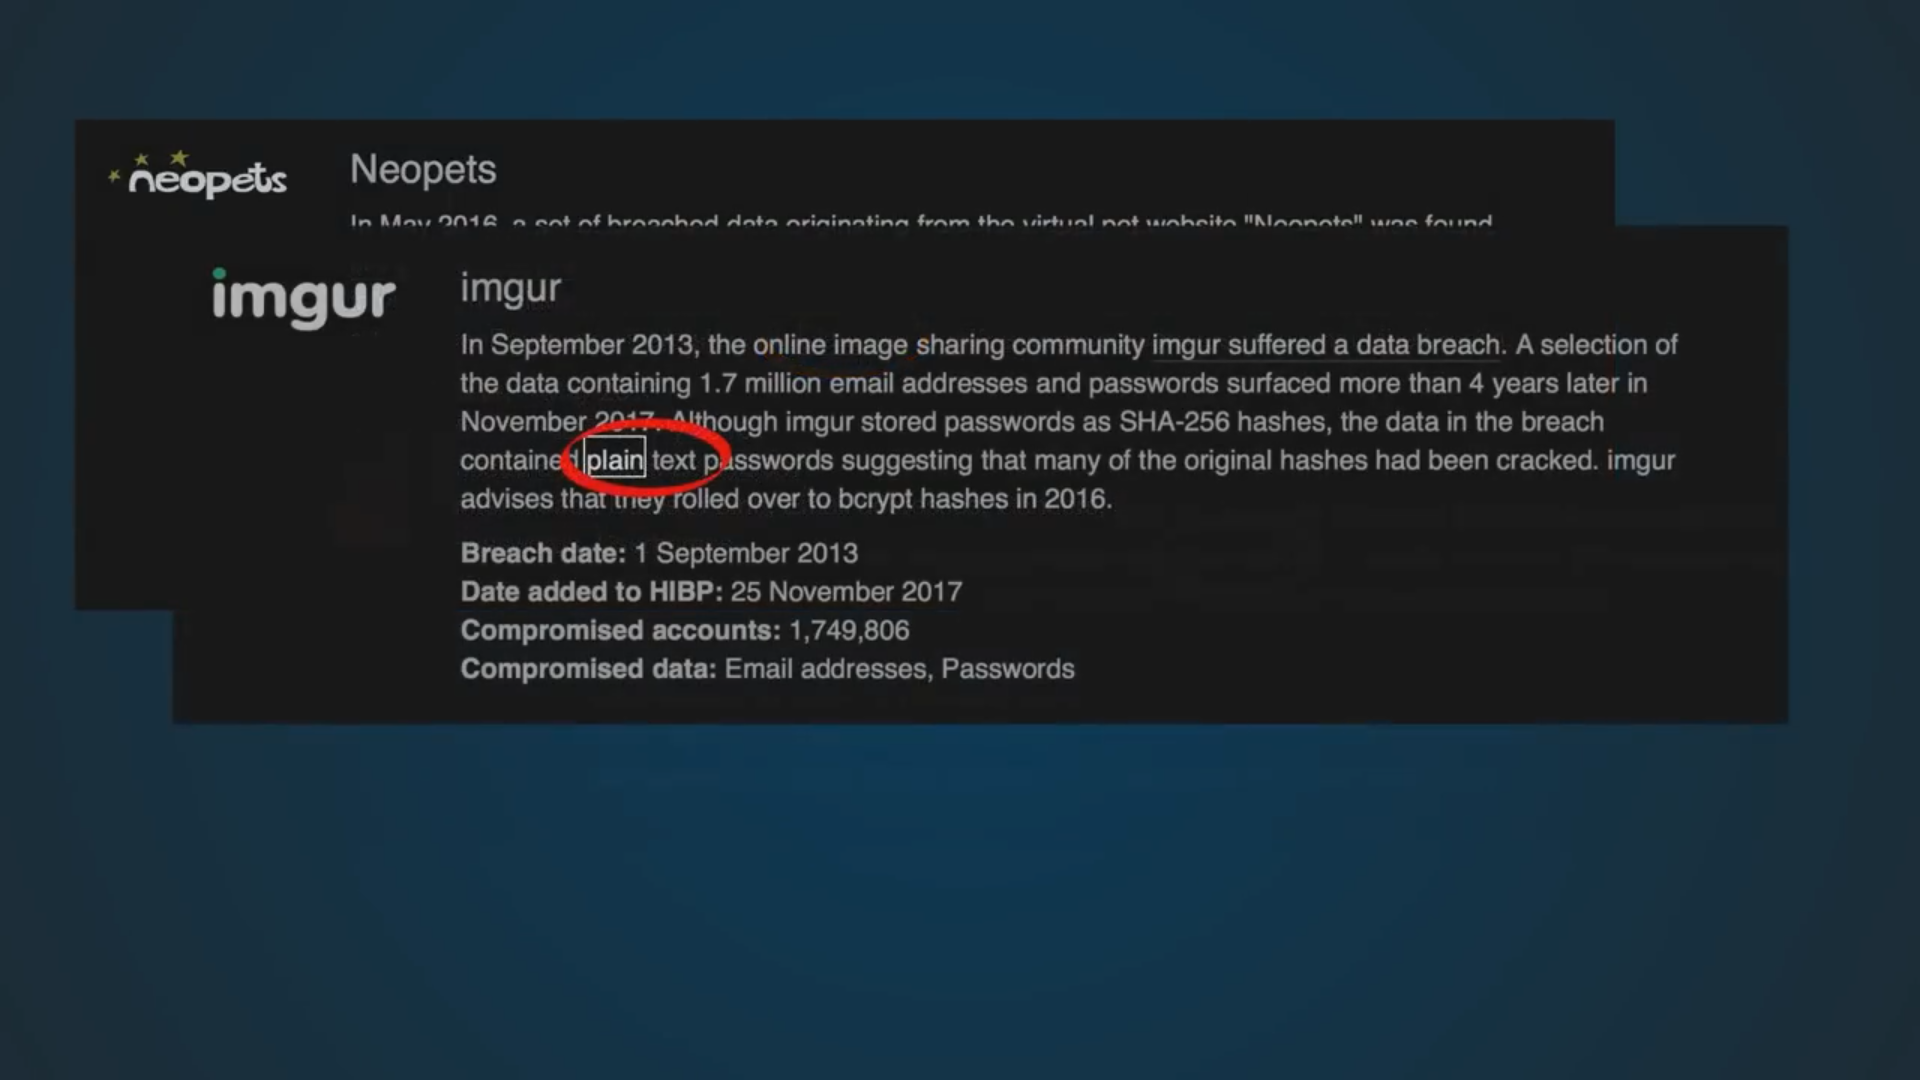 neopets
Neopets
In May 2016, a set of breached data originating from the virtual pet website "Neopets" was found
imgur
imgur
In September 2013, the online image sharing community imgur suffered a data breach. A selection of
the data containing 1.7 million email addresses and passwords surfaced more than 4 years later in
November 2017. Although imgur stored passwords as SHA-256 hashes, the data in the breach
contained plain text passwords suggesting that many of the original hashes had been cracked. imgur
advises that they rolled over to bcrypt hashes in 2016.
Breach date: 1 September 2013
Date added to HIBP: 25 November 2017
Compromised accounts: 1,749,806
Compromised data: Email addresses, Passwords